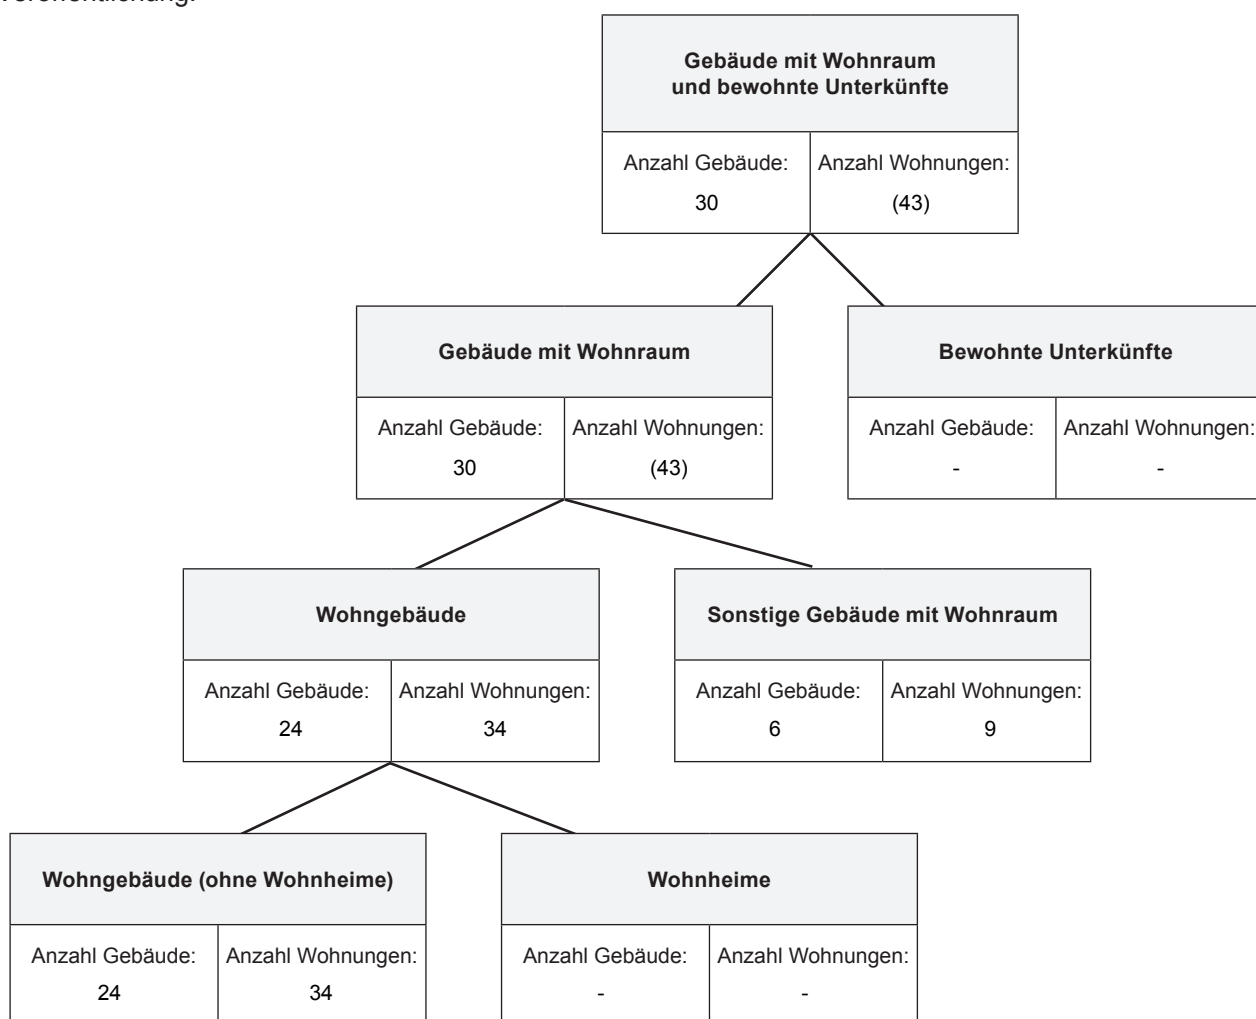 Veröffentlichung.
Gebäude mit Wohnraum
und bewohnte Unterkünfte
Anzahl Gebäude: Anzahl Wohnungen:
30 (43)
Gebäude mit Wohnraum
Anzahl Gebäude: Anzahl Wohnungen:
30 (43)
Bewohnte Unterkünfte
Anzahl Gebäude: Anzahl Wohnungen:
- -
Wohngebäude
Anzahl Gebäude: Anzahl Wohnungen:
24 34
Sonstige Gebäude mit Wohnraum
Anzahl Gebäude: Anzahl Wohnungen:
6 9
Wohngebäude (ohne Wohnheime)
Anzahl Gebäude: Anzahl Wohnungen:
24 34
Wohnheime
Anzahl Gebäude: Anzahl Wohnungen:
- -